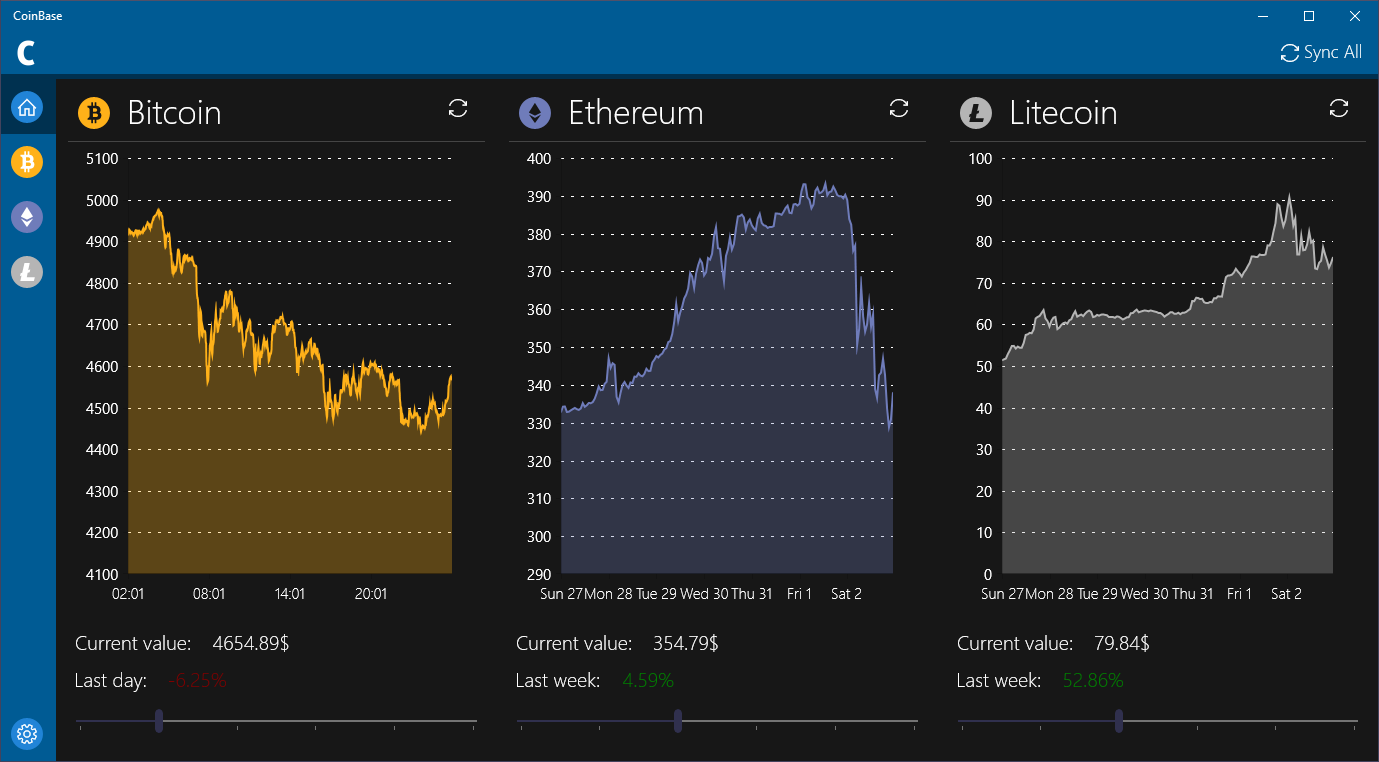 CoinBase
C
Sync All
Bitcoin
5100
5000
4900
4800
4700
4600
4500
4400
4300
4200
4100
02:01 08:01 14:01 20:01
Current value: 4654.89$
Last day: -6.25%
Ethereum
400
390
380
370
360
350
340
330
320
310
300
290
Sun 27 Mon 28 Tue 29 Wed 30 Thu 31 Fri 1 Sat 2
Current value: 354.79$
Last week: 4.59%
Litecoin
100
90
80
70
60
50
40
30
20
10
0
Sun 27 Mon 28 Tue 29 Wed 30 Thu 31 Fri 1 Sat 2
Current value: 79.84$
Last week: 52.86%